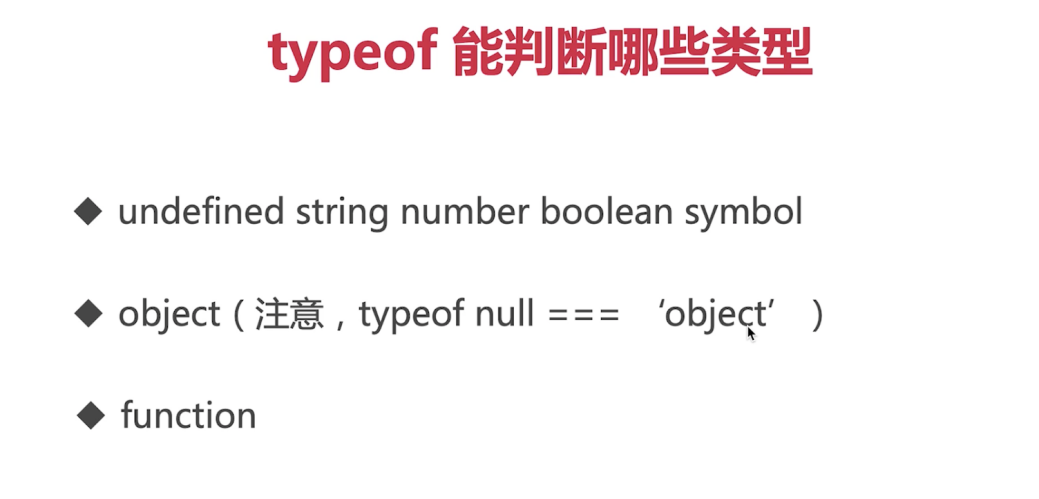 typeof 能判断哪些类型
◆ undefined string number boolean symbol
◆ object ( 注意 , typeof null === ‘object’ )
◆ function